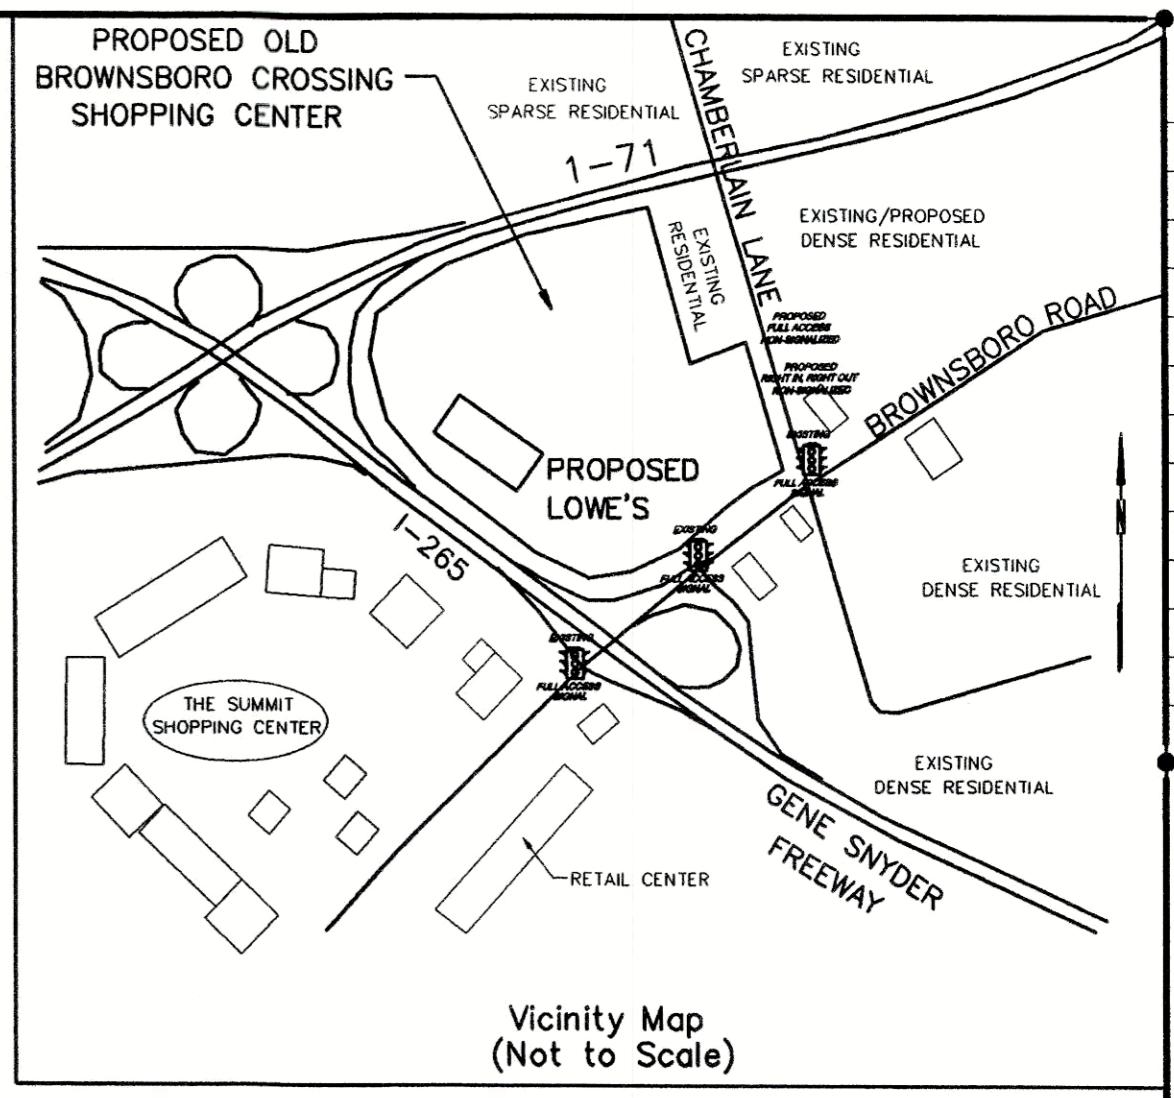 PROPOSED OLD
BROWNSBORO CROSSING
SHOPPING CENTER
EXISTING
SPARSE RESIDENTIAL
EXISTING
SPARSE RESIDENTIAL
CHAMBERLAIN LANE
1-71
EXISTING
RESIDENTIAL
EXISTING/PROPOSED
DENSE RESIDENTIAL
PROPOSED
FULL ACCESS
NON-SIGNALIZED
PROPOSED
RIGHT IN, RIGHT OUT
NON-SIGNALIZED
BROWNSBORO ROAD
EXISTING
FULL ACCESS
SIGNAL
PROPOSED
LOWE'S
N
I-265
EXISTING
FULL ACCESS
SIGNAL
EXISTING
DENSE RESIDENTIAL
EXISTING
FULL ACCESS
SIGNAL
THE SUMMIT
SHOPPING CENTER
EXISTING
DENSE RESIDENTIAL
GENE SNYDER
FREEWAY
RETAIL CENTER
Vicinity Map
(Not to Scale)